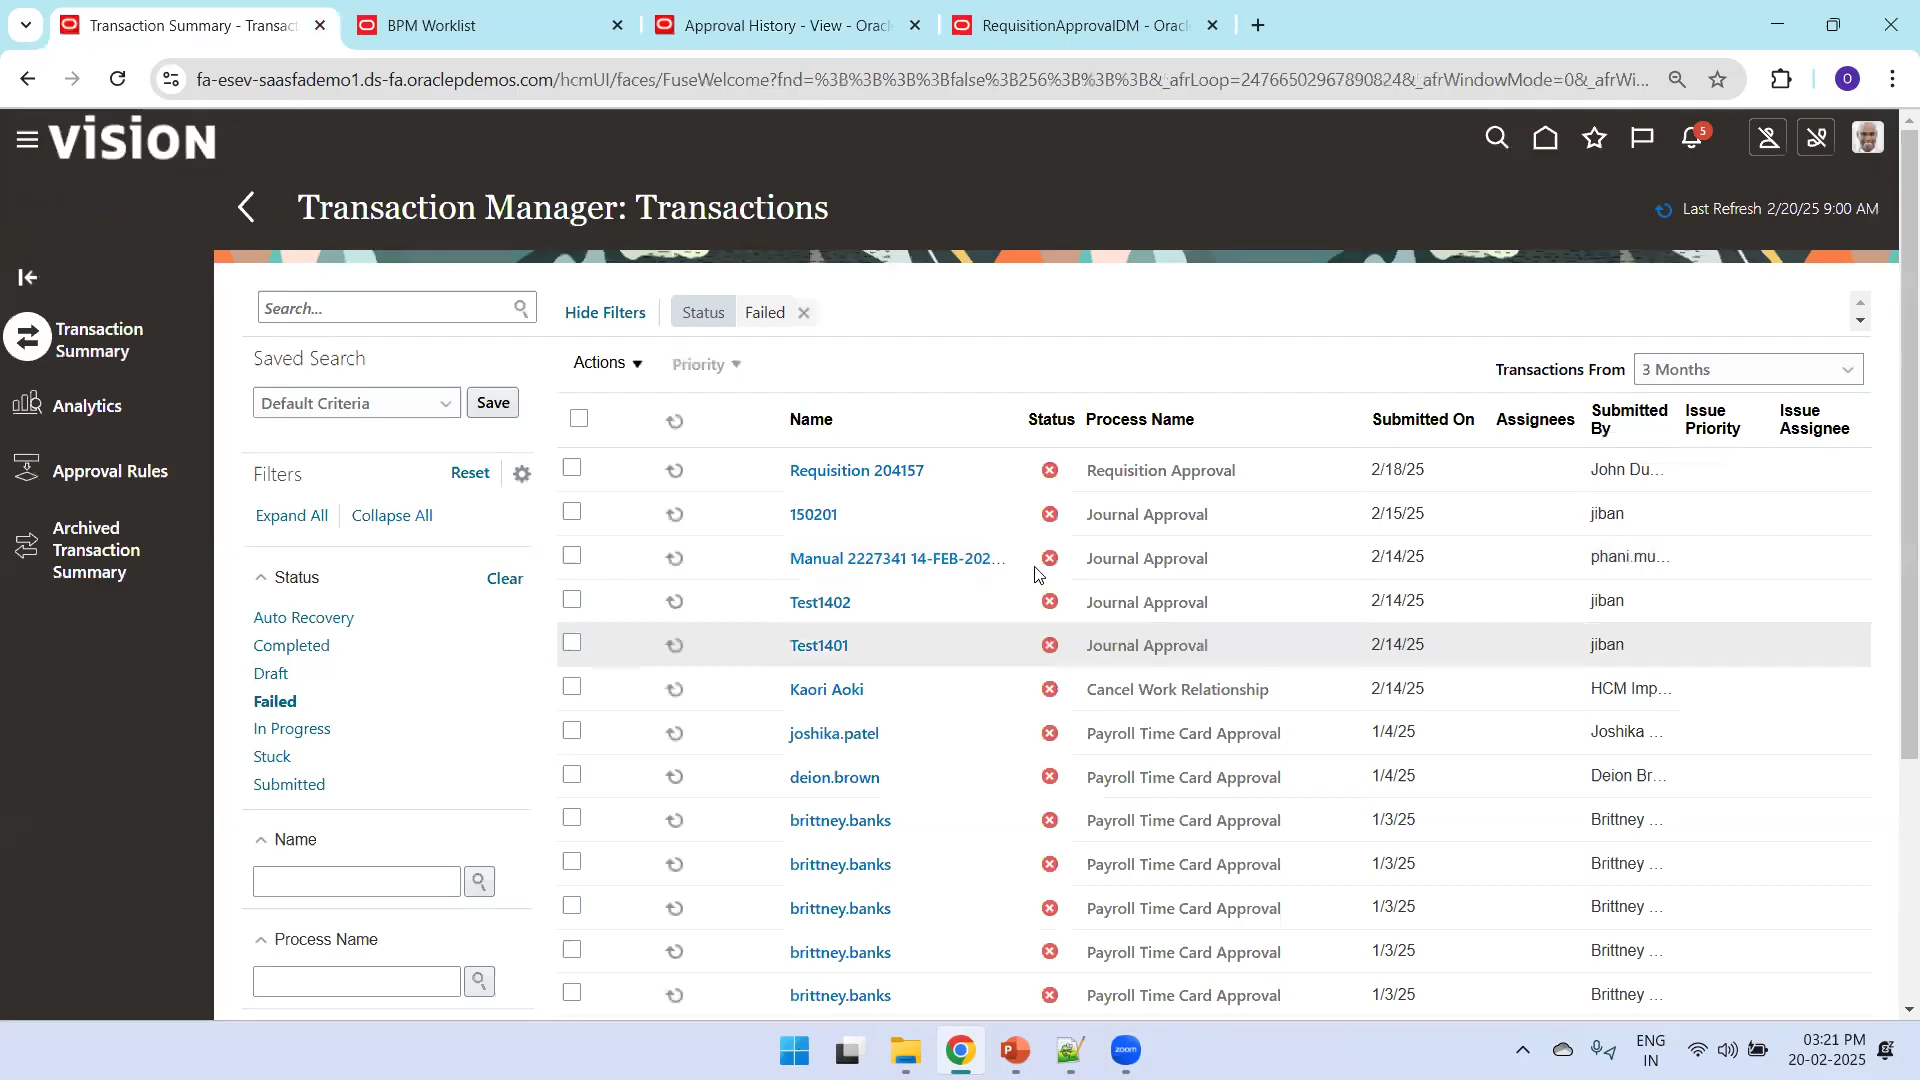 Transaction Summary - Transact
BPM Worklist
Approval History - View - Oracle
RequisitionApprovalDM - Oracl
fa-esev-saasfademo1.ds-fa.oraclepdemos.com/hcmUI/faces/FuseWelcome?fnd=%3B%3B%3B%3Bfalse%3B256%3B%3B%3B&_afrLoop=24766502967890824&_afrWindowMode=0&_afrWi...
O
VISION
5
Transaction Manager: Transactions
Last Refresh 2/20/25 9:00 AM
Transaction Summary
Analytics
Approval Rules
Archived Transaction Summary
Search...
Hide Filters
Status
Failed
Saved Search
Default Criteria
Save
Filters
Reset
Expand All
Collapse All
Status
Clear
Auto Recovery
Completed
Draft
Failed
In Progress
Stuck
Submitted
Name
Process Name
Actions
Priority
Transactions From
3 Months
Name Status Process Name Submitted On Assignees Submitted By Issue Priority Issue Assignee
Requisition 204157 Requisition Approval 2/18/25 John Du...
150201 Journal Approval 2/15/25 jiban
Manual 2227341 14-FEB-202... Journal Approval 2/14/25 phani.mu...
Test1402 Journal Approval 2/14/25 jiban
Test1401 Journal Approval 2/14/25 jiban
Kaori Aoki Cancel Work Relationship 2/14/25 HCM Imp...
joshika.patel Payroll Time Card Approval 1/4/25 Joshika ...
deion.brown Payroll Time Card Approval 1/4/25 Deion Br...
brittney.banks Payroll Time Card Approval 1/3/25 Brittney ...
brittney.banks Payroll Time Card Approval 1/3/25 Brittney ...
brittney.banks Payroll Time Card Approval 1/3/25 Brittney ...
brittney.banks Payroll Time Card Approval 1/3/25 Brittney ...
brittney.banks Payroll Time Card Approval 1/3/25 Brittney ...
zoom
ENG
IN
03:21 PM
20-02-2025